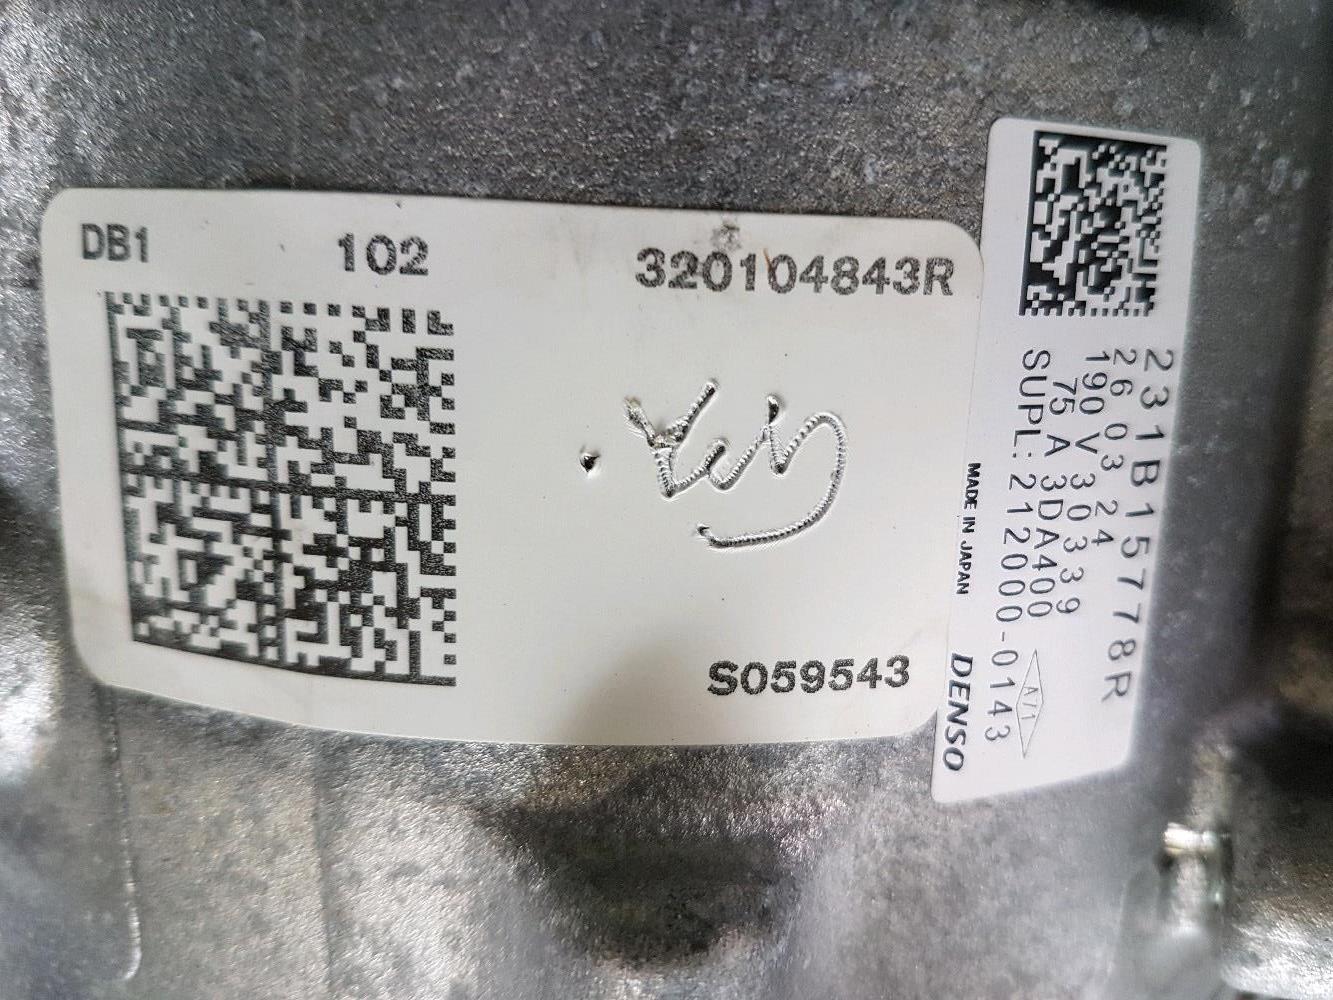 DB1 102 320104843R
S059543
231B15778R
26 03 24
190 V 30339
75 A 3DA400
SUPL: 212000-0143
A71
MADE IN JAPAN DENSO